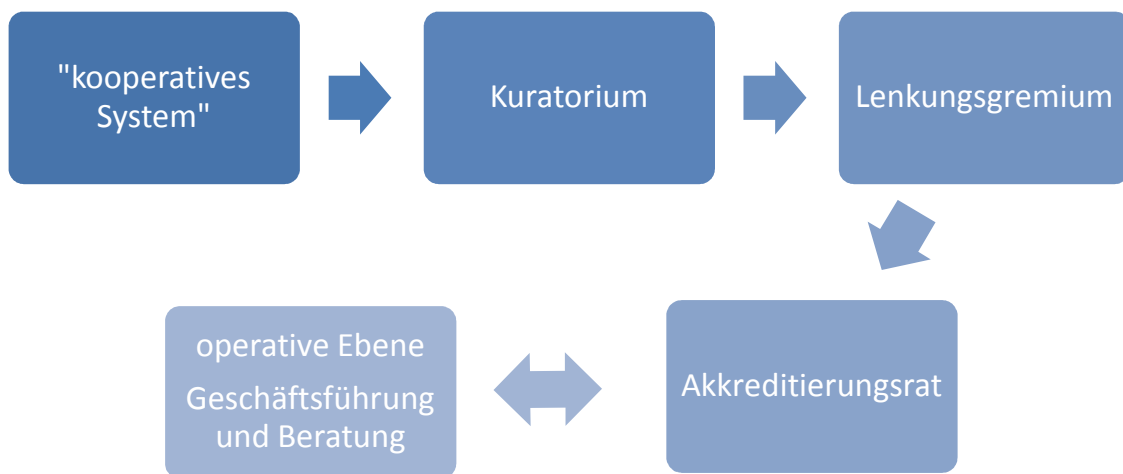 "kooperatives
System"
Kuratorium
Lenkungsgremium
Akkreditierungsrat
operative Ebene
Geschäftsführung
und Beratung